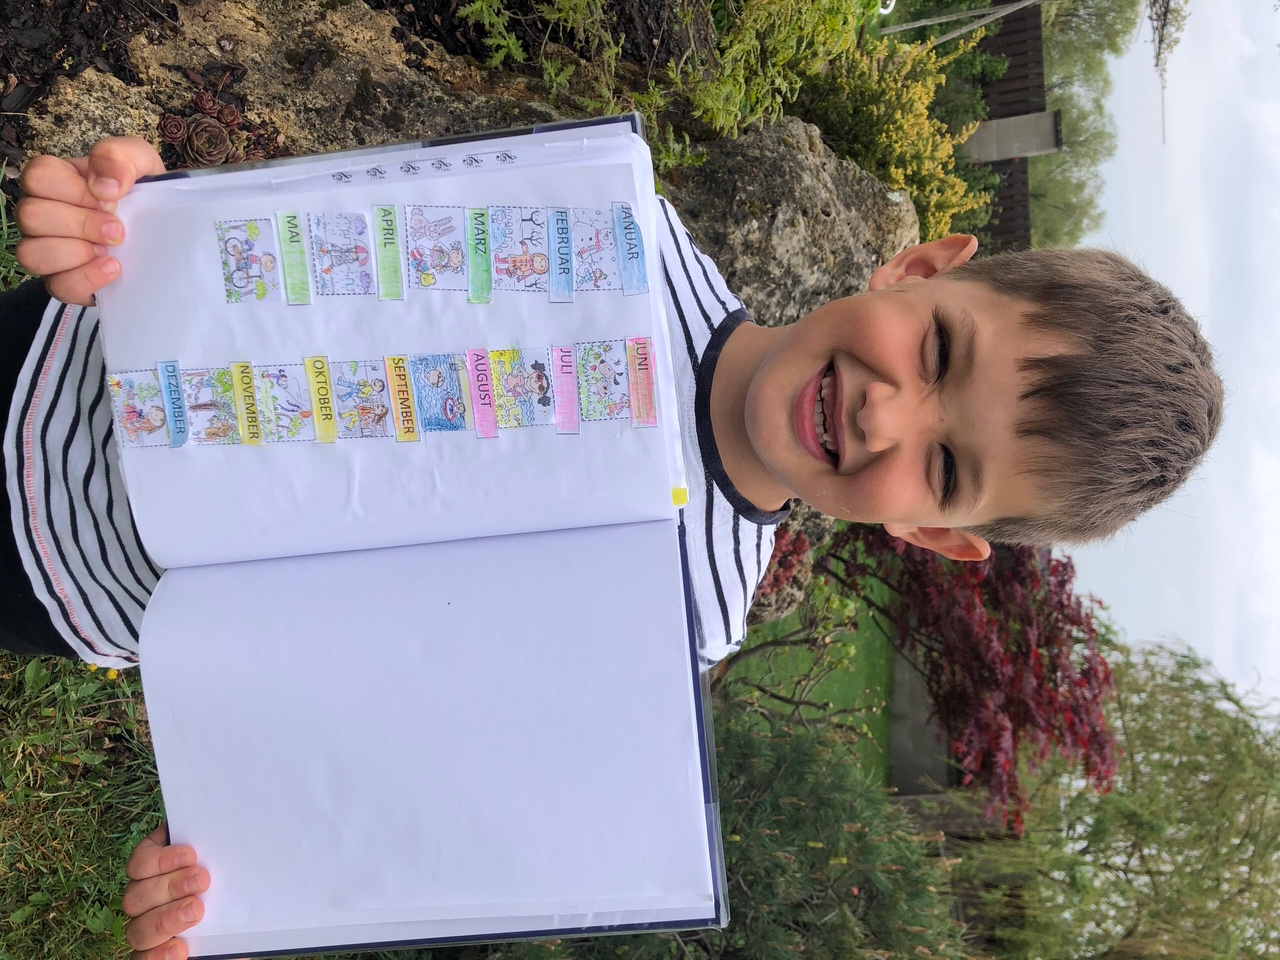 JANUAR
FEBRUAR
MÄRZ
APRIL
MAI
JUNI
JULI
AUGUST
SEPTEMBER
OKTOBER
NOVEMBER
DEZEMBER